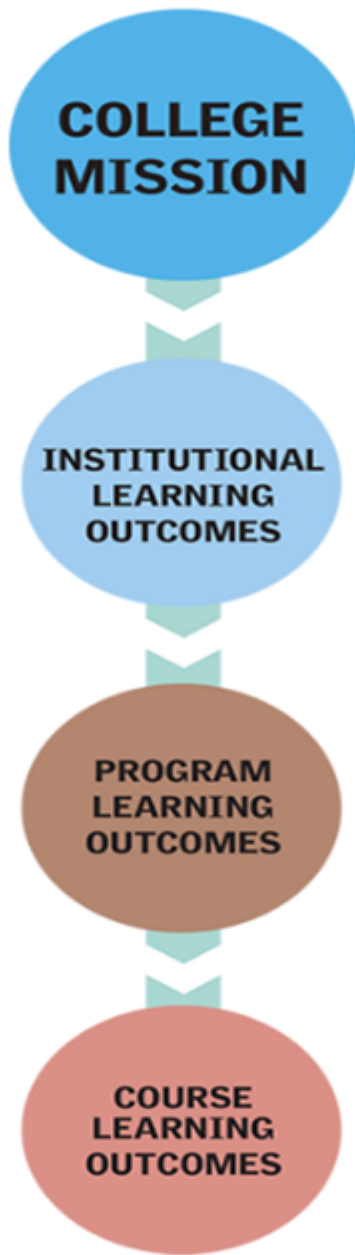 COLLEGE
MISSION
INSTITUTIONAL
LEARNING
OUTCOMES
PROGRAM
LEARNING
OUTCOMES
COURSE
LEARNING
OUTCOMES